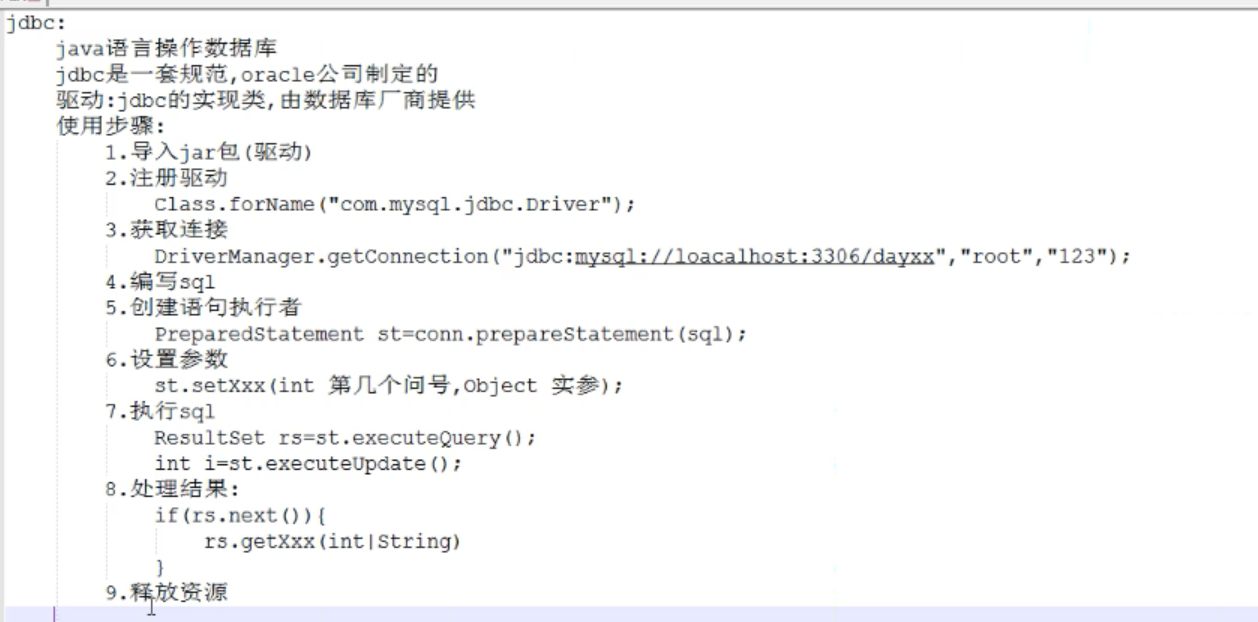 jdbc:
java语言操作数据库
jdbc是一套规范,oracle公司制定的
驱动:jdbc的实现类,由数据库厂商提供
使用步骤:
1.导入jar包(驱动)
2.注册驱动
Class.forName("com.mysql.jdbc.Driver");
3.获取连接
DriverManager.getConnection("jdbc:mysql://loacalhost:3306/dayxx","root","123");
4.编写sql
5.创建语句执行者
PreparedStatement st=conn.prepareStatement(sql);
6.设置参数
st.setXxx(int 第几个问号,Object 实参);
7.执行sql
ResultSet rs=st.executeQuery();
int i=st.executeUpdate();
8.处理结果:
if(rs.next()){
rs.getXxx(int|String)
}
9.释放资源